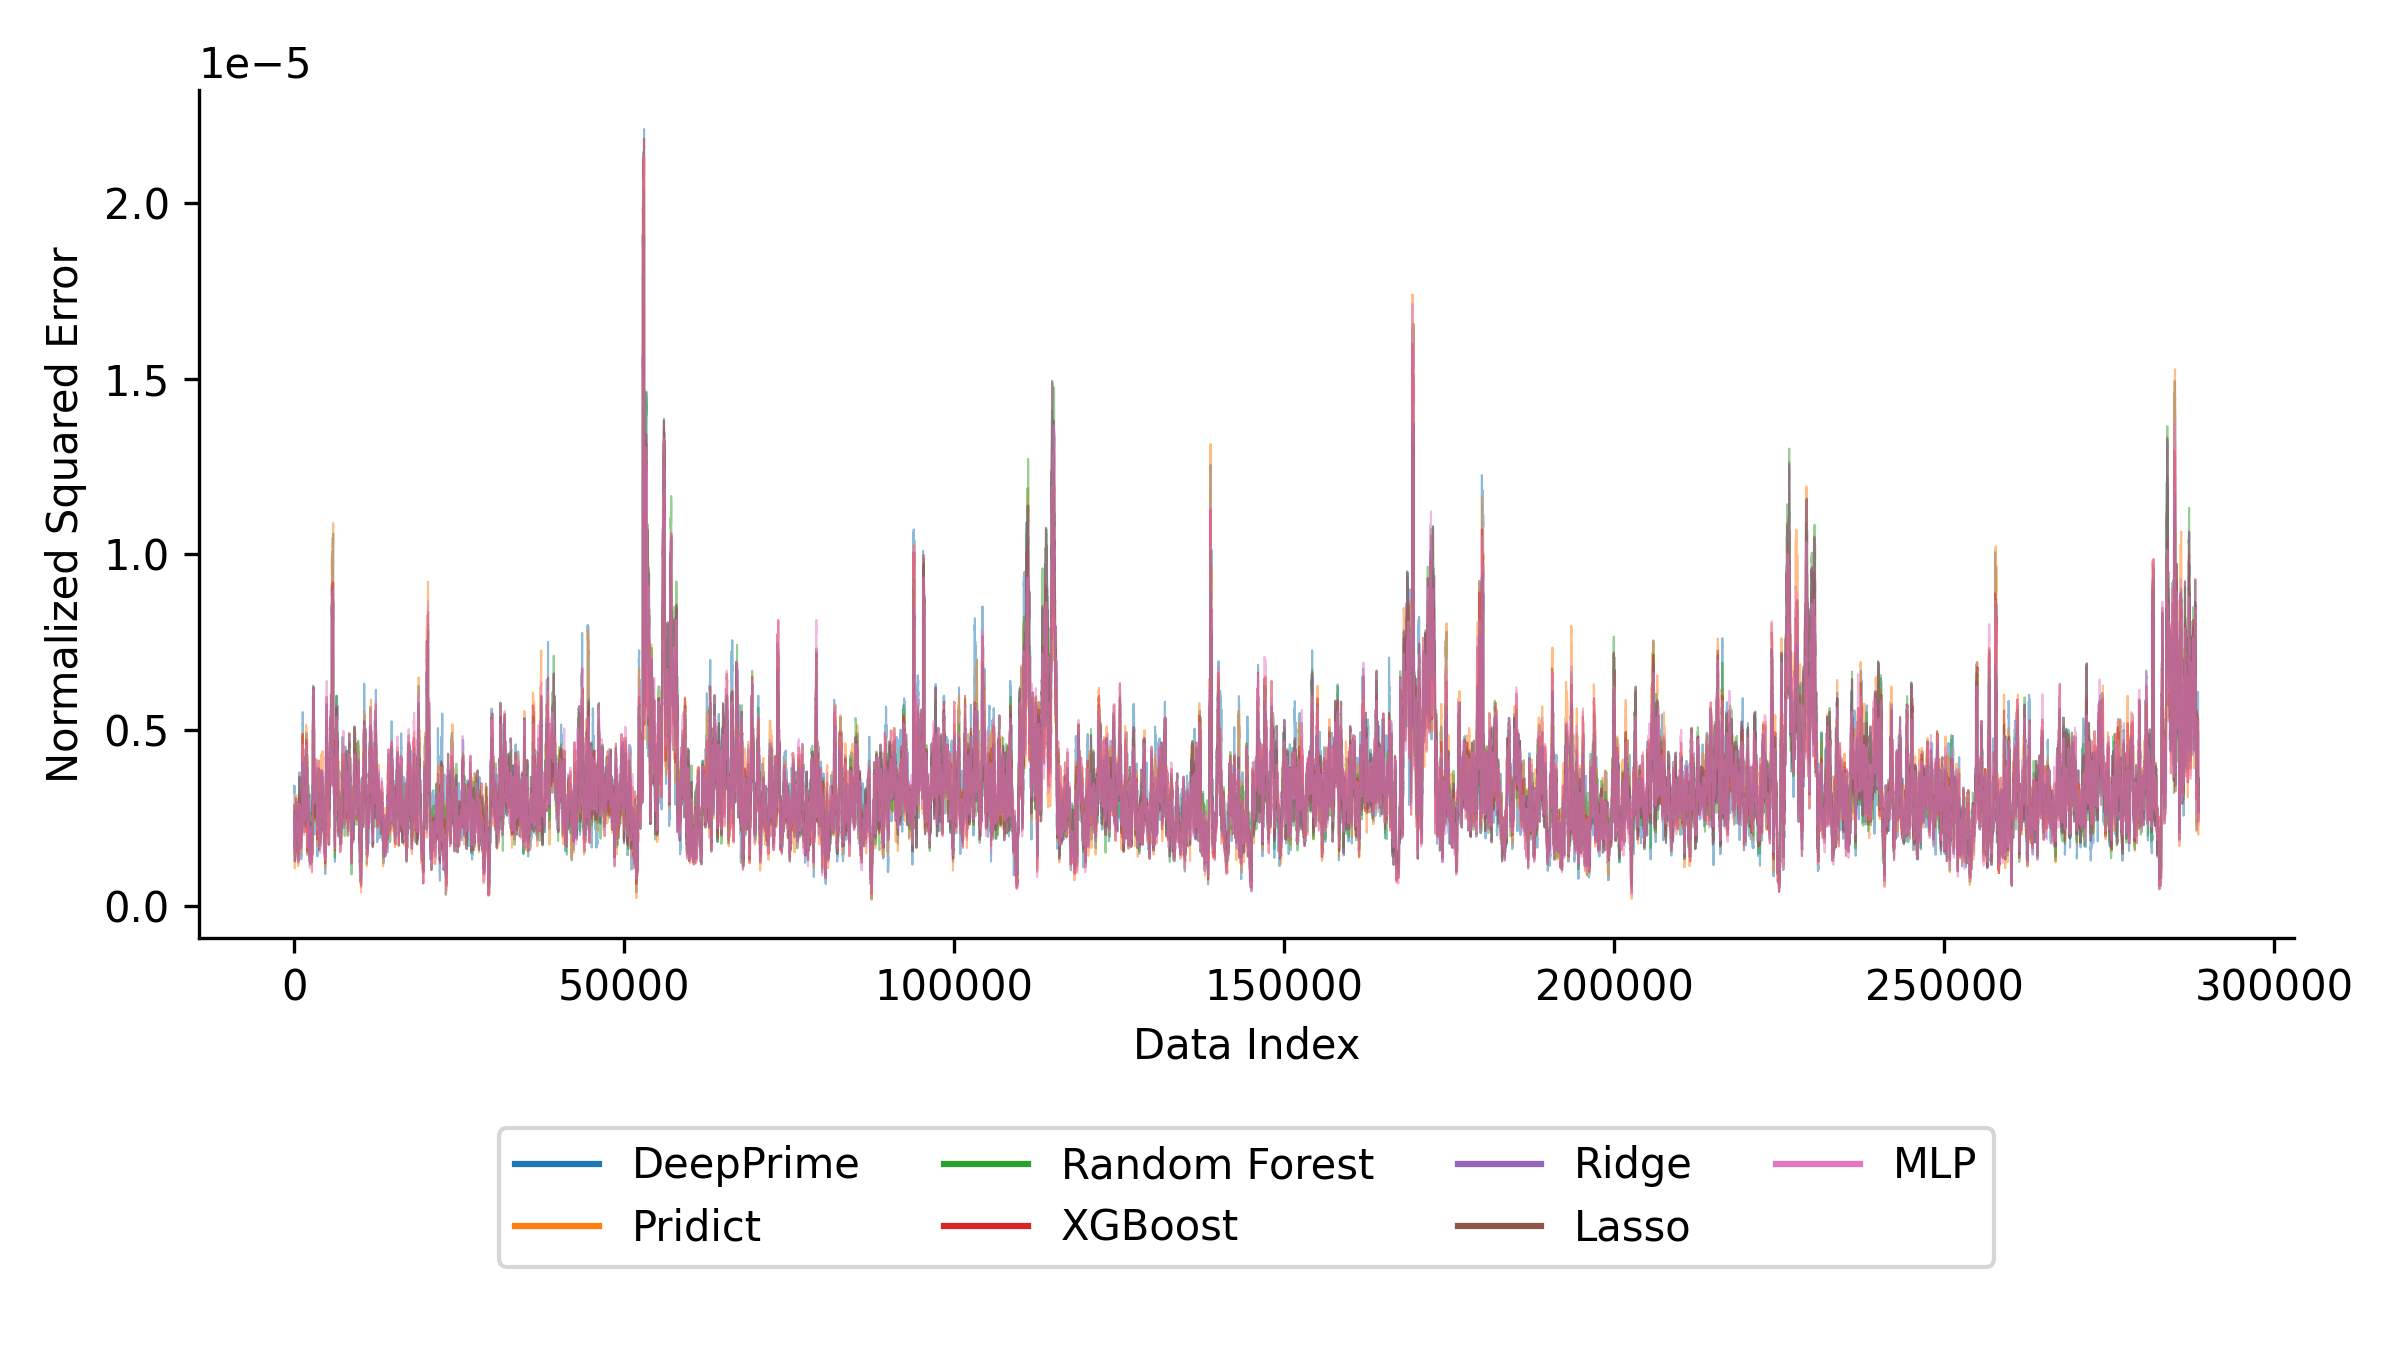 1e−5
2.0
1.5
1.0
0.5
0.0
Normalized Squared Error
0 50000 100000 150000 200000 250000 300000
Data Index
DeepPrime Random Forest Ridge MLP
Pridict XGBoost Lasso